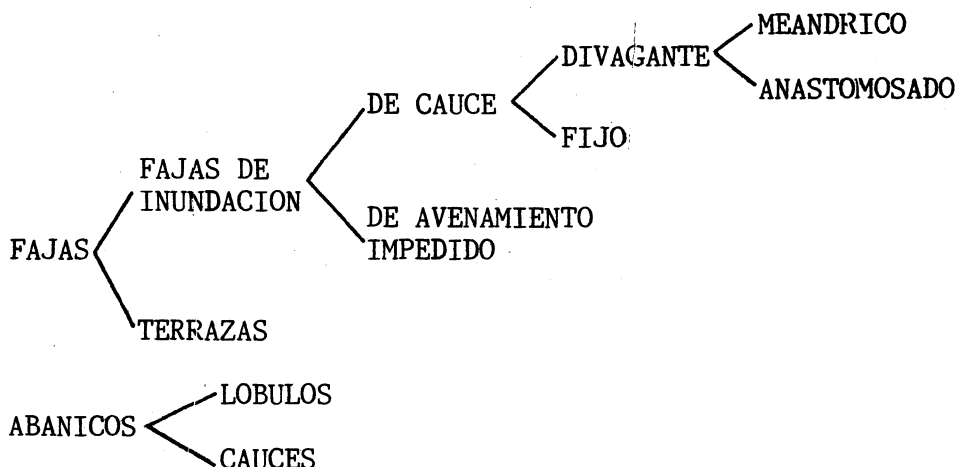 MEANDRICO
DIVAGANTE
ANASTOMOSADO
DE CAUCE
FIJO
FAJAS DE
INUNDACION
DE AVENAMIENTO
IMPEDIDO
FAJAS
TERRAZAS
LOBULOS
ABANICOS
CAUCES